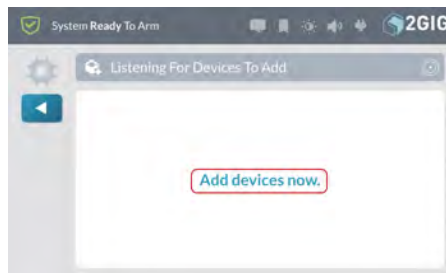 System Ready To Arm
2GIG
Listening For Devices To Add
Add devices now.